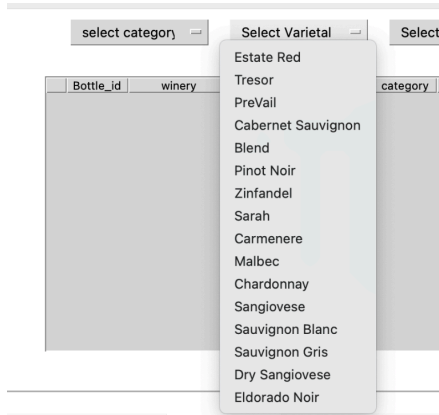 select category Select Varietal Select
Estate Red
Tresor
PreVail
Cabernet Sauvignon
Blend
Pinot Noir
Zinfandel
Sarah
Carmenere
Malbec
Chardonnay
Sangiovese
Sauvignon Blanc
Sauvignon Gris
Dry Sangiovese
Eldorado Noir
Bottle_id winery category